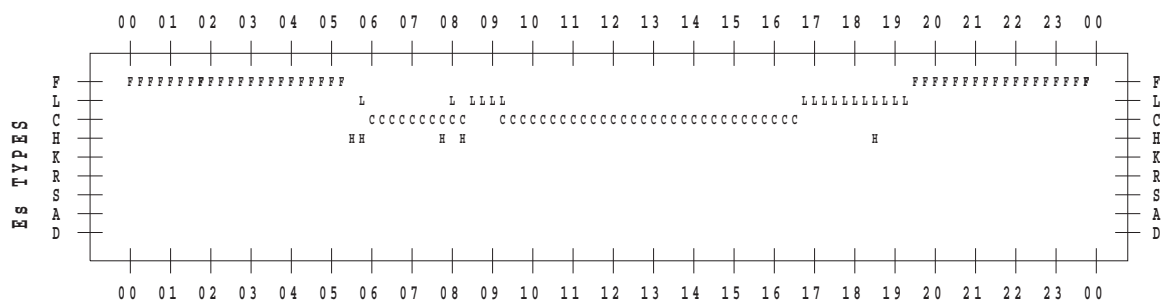 00 01 02 03 04 05 06 07 08 09 10 11 12 13 14 15 16 17 18 19 20 21 22 23 00
Es TYPES
F FFFFFFFFFFFFFFFFFFFFFF FFFFFFFFFFFFFFFFFF F
L L L LLLL LLLLLLLLLLL L
C CCCCCCCCCC CCCCCCCCCCCCCCCCCCCCCCCCCCCCCC C
H HH H H H H
K K
R R
S S
A A
D D
00 01 02 03 04 05 06 07 08 09 10 11 12 13 14 15 16 17 18 19 20 21 22 23 00